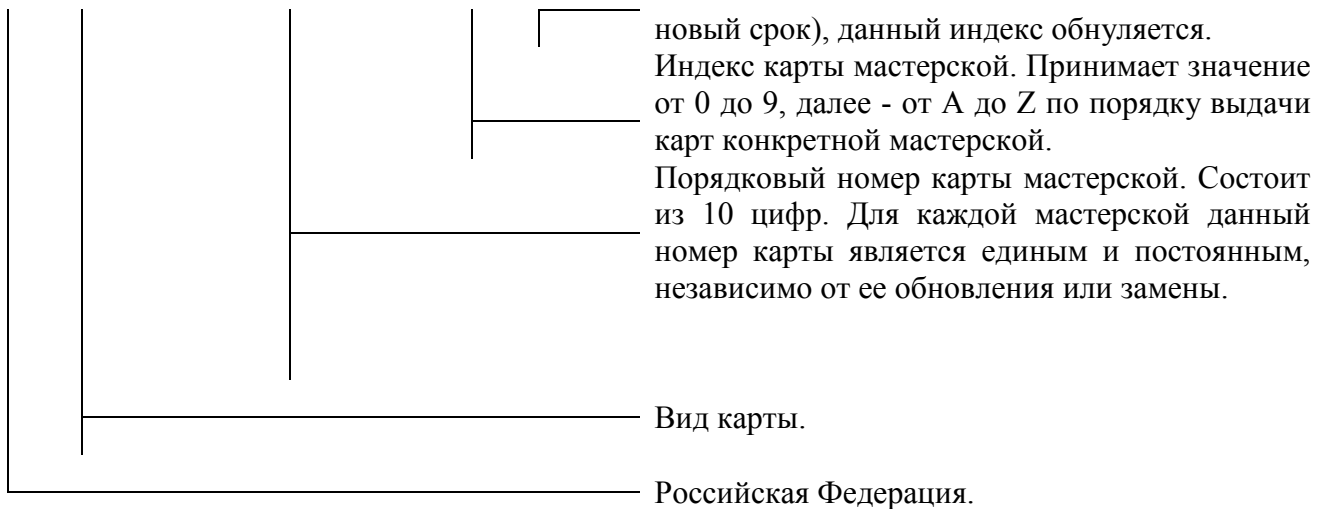 новый срок), данный индекс обнуляется.
Индекс карты мастерской. Принимает значение
от 0 до 9, далее - от A до Z по порядку выдачи
карт конкретной мастерской.
Порядковый номер карты мастерской. Состоит
из 10 цифр. Для каждой мастерской данный
номер карты является единым и постоянным,
независимо от ее обновления или замены.
Вид карты.
Российская Федерация.